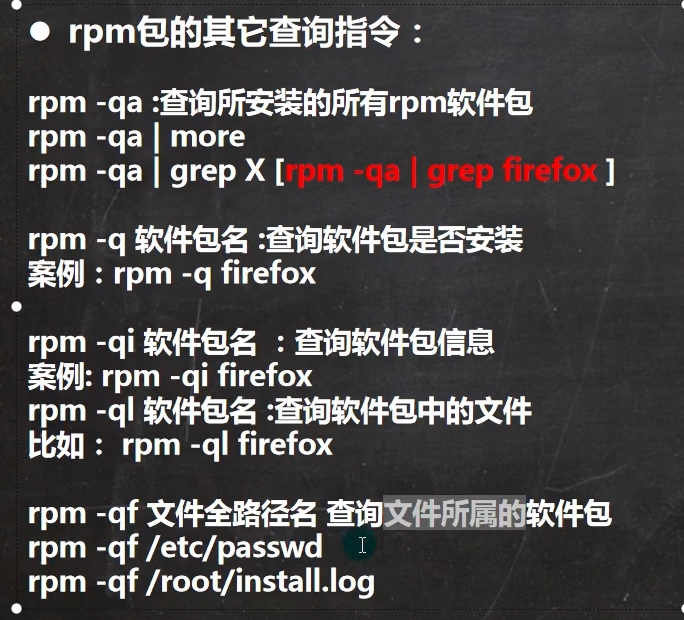 ● rpm包的其它查询指令：
rpm -qa :查询所安装的所有rpm软件包
rpm -qa | more
rpm -qa | grep X [rpm -qa | grep firefox ]
rpm -q 软件包名 :查询软件包是否安装
案例：rpm -q firefox
rpm -qi 软件包名 ：查询软件包信息
案例: rpm -qi firefox
rpm -ql 软件包名 :查询软件包中的文件
比如： rpm -ql firefox
rpm -qf 文件全路径名 查询文件所属的软件包
rpm -qf /etc/passwd
rpm -qf /root/install.log